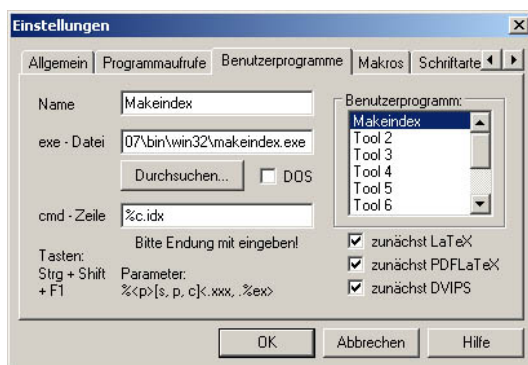 Einstellungen
Allgemein
Programmaufrufe
Benutzerprogramme
Makros
Schriftarte
Name
Makeindex
exe - Datei
07\bin\win32\makeindex.exe
Durchsuchen...
DOS
cmd - Zeile
%c.idx
Bitte Endung mit eingeben!
Tasten:
Strg + Shift
+ F1
Parameter:
%<p>[s, p, c]<.xxx, .%ex>
Benutzerprogramm:
Makeindex
Tool 2
Tool 3
Tool 4
Tool 5
Tool 6
zunächst LaTeX
zunächst PDFLaTeX
zunächst DVIPS
OK
Abbrechen
Hilfe